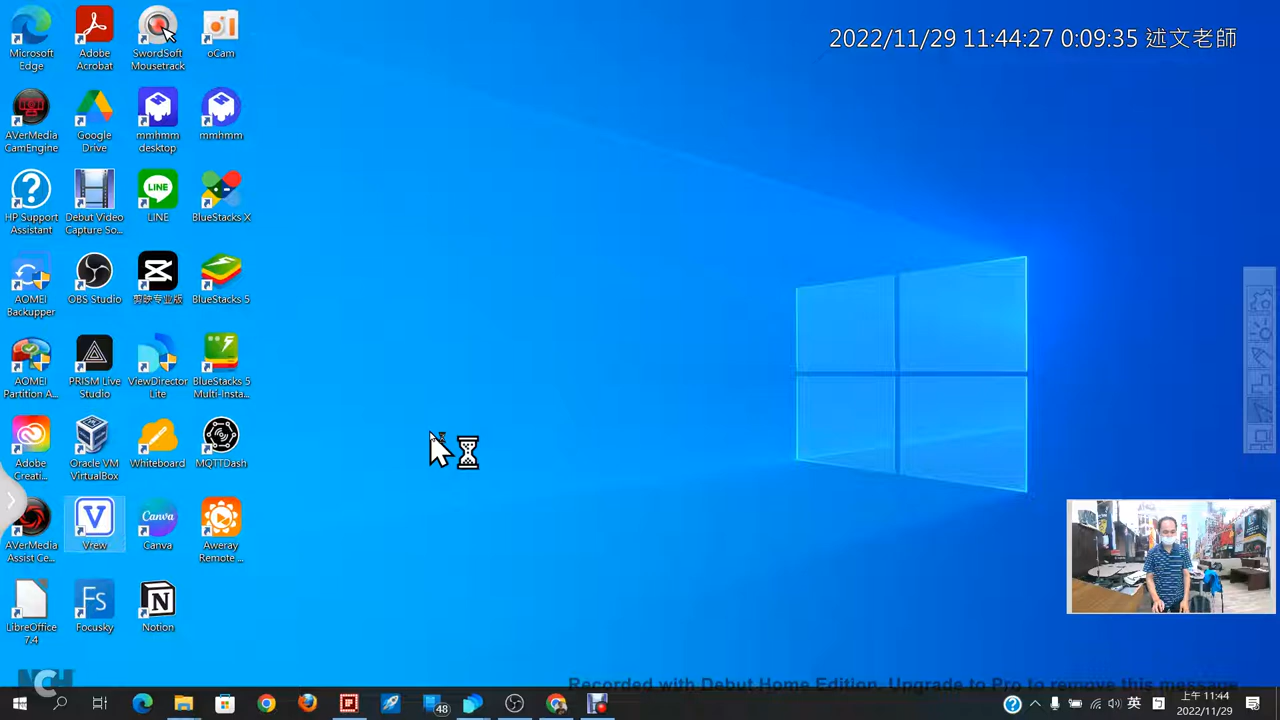 2022/11/29 11:44:27 0:09:35 述文老師
Microsoft
Edge
Adobe
Acrobat
SwordSoft
Mousetrack
oCam
AVerMedia
CamEngine
Google
Drive
mmhmm
desktop
mmhmm
HP Support
Assistant
Debut Video
Capture So...
LINE
LINE
BlueStacks X
AOMEI
Backupper
OBS Studio
剪映专业版
BlueStacks 5
AOMEI
Partition A...
PRISM Live
Studio
ViewDirector
Lite
BlueStacks 5
Multi-Insta...
Adobe
Creati...
Oracle VM
VirtualBox
Whiteboard
MQTTDash
AVerMedia
Assist Ce...
V
Vrew
Canva
Canva
Aweray
Remote ...
LibreOffice
7.4
Fs
Focusky
N
Notion
NCH
Recorded with Debut Home Edition. Upgrade to Pro to remove this message
48
英
上午 11:44
2022/11/29